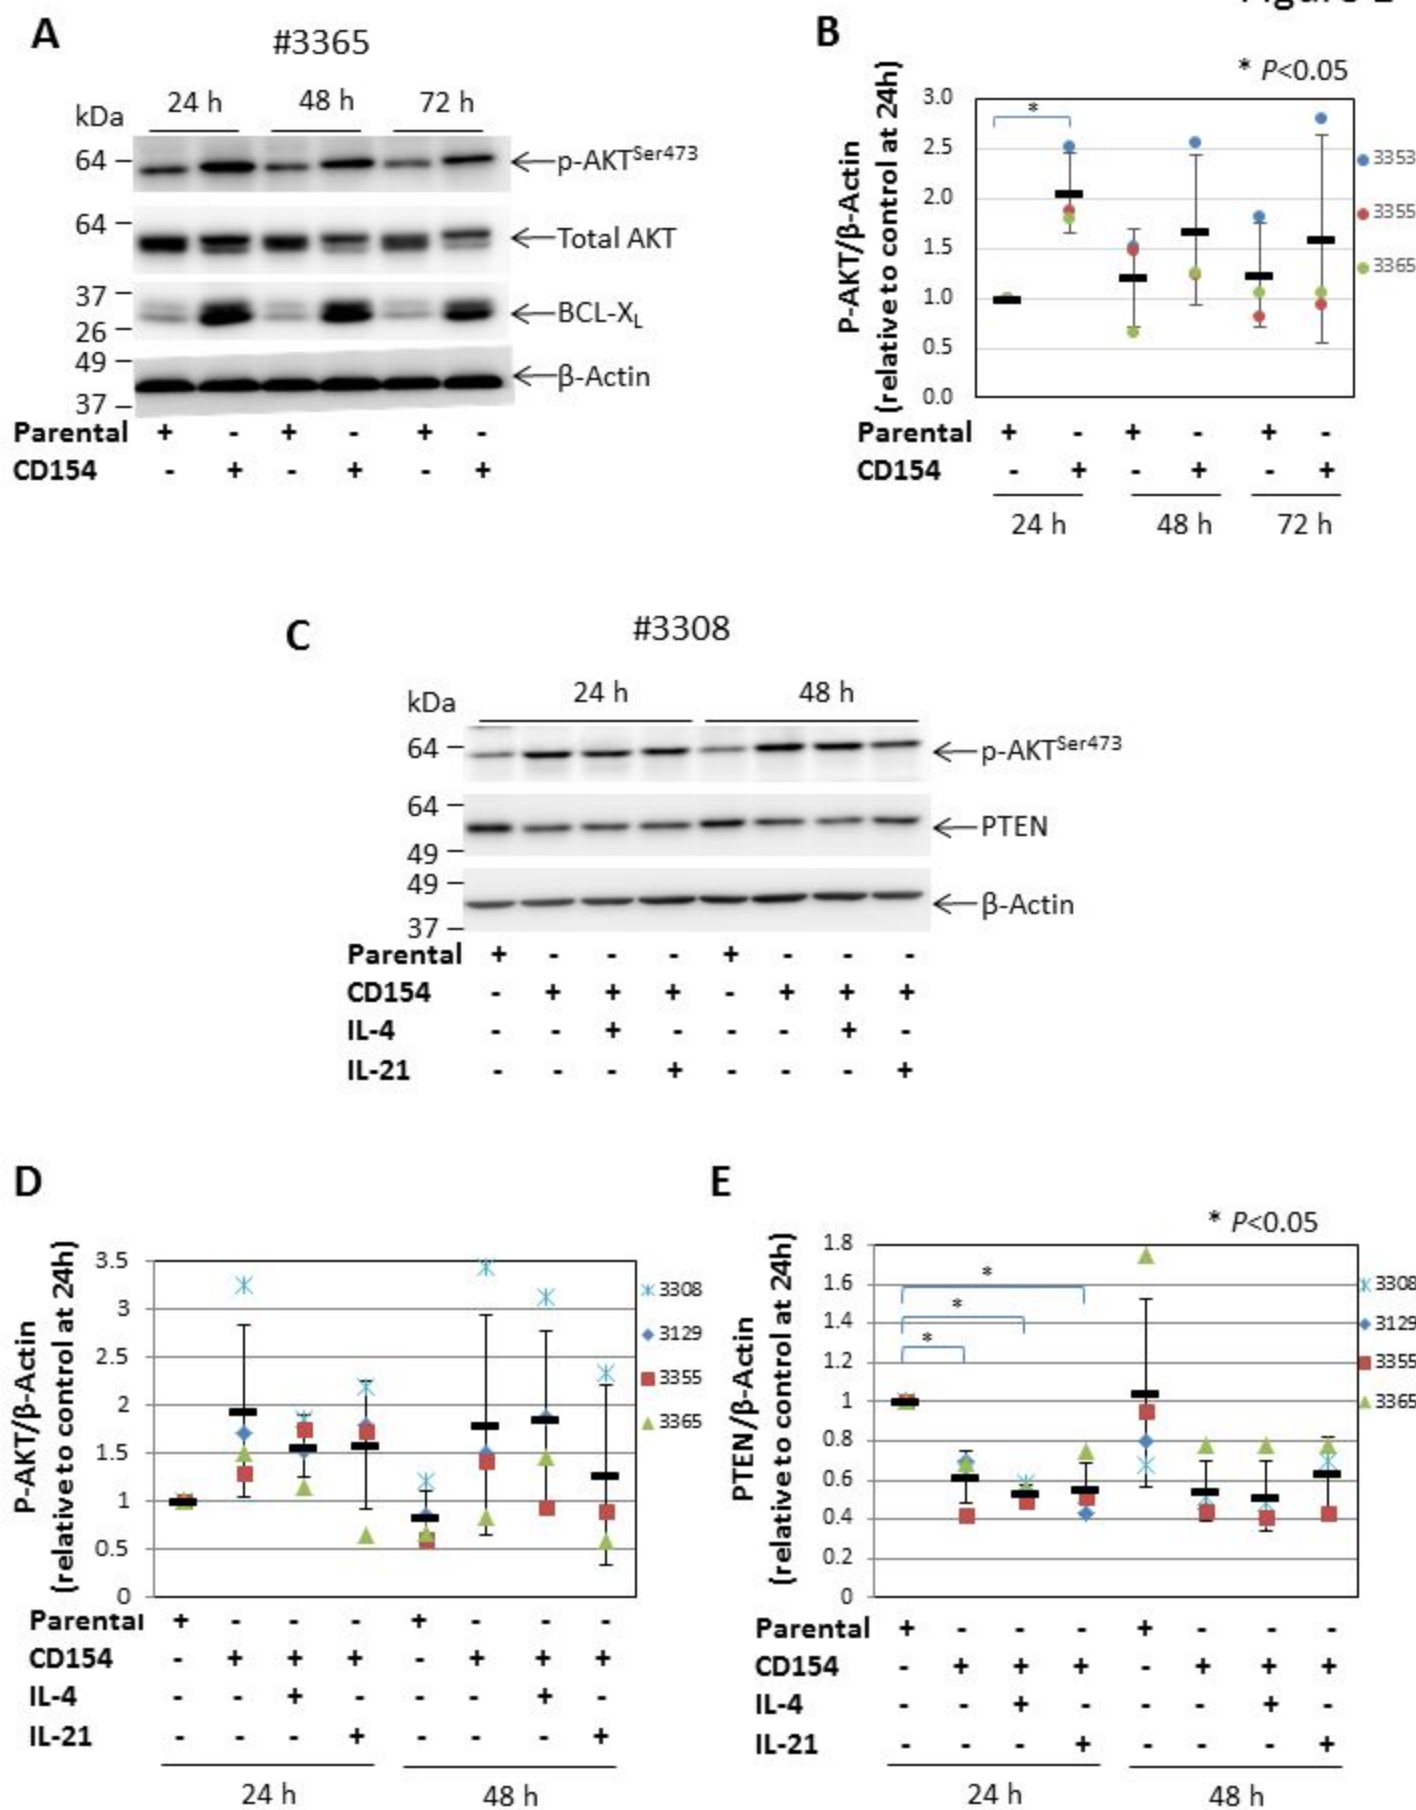 A
#3365
24 h 48 h 72 h
kDa
64
p-AKTSer473
64
Total AKT
37
BCL-XL
26
49
β-Actin
37
Parental + - + - + -
CD154 - + - + - +
B
* P<0.05
P-AKT/β-Actin
(relative to control at 24h)
3.0
2.5
2.0
1.5
1.0
0.5
0.0
*
3353
3355
3365
Parental + - + - + -
CD154 - + - + - +
24 h 48 h 72 h
C
#3308
24 h 48 h
kDa
64
p-AKTSer473
64
PTEN
49
49
β-Actin
37
Parental + - - - + - - -
CD154 - + + + - + + +
IL-4 - - + - - - + -
IL-21 - - - + - - - +
D
P-AKT/β-Actin
(relative to control at 24h)
3.5
3
2.5
2
1.5
1
0.5
0
3308
3129
3355
3365
Parental + - - - + - - -
CD154 - + + + - + + +
IL-4 - - + - - - + -
IL-21 - - - + - - - +
24 h 48 h
E
* P<0.05
PTEN/β-Actin
(relative to control at 24h)
1.8
1.6
1.4
1.2
1
0.8
0.6
0.4
0.2
0
*
*
*
3308
3129
3355
3365
Parental + - - - + - - -
CD154 - + + + - + + +
IL-4 - - + - - - + -
IL-21 - - - + - - - +
24 h 48 h